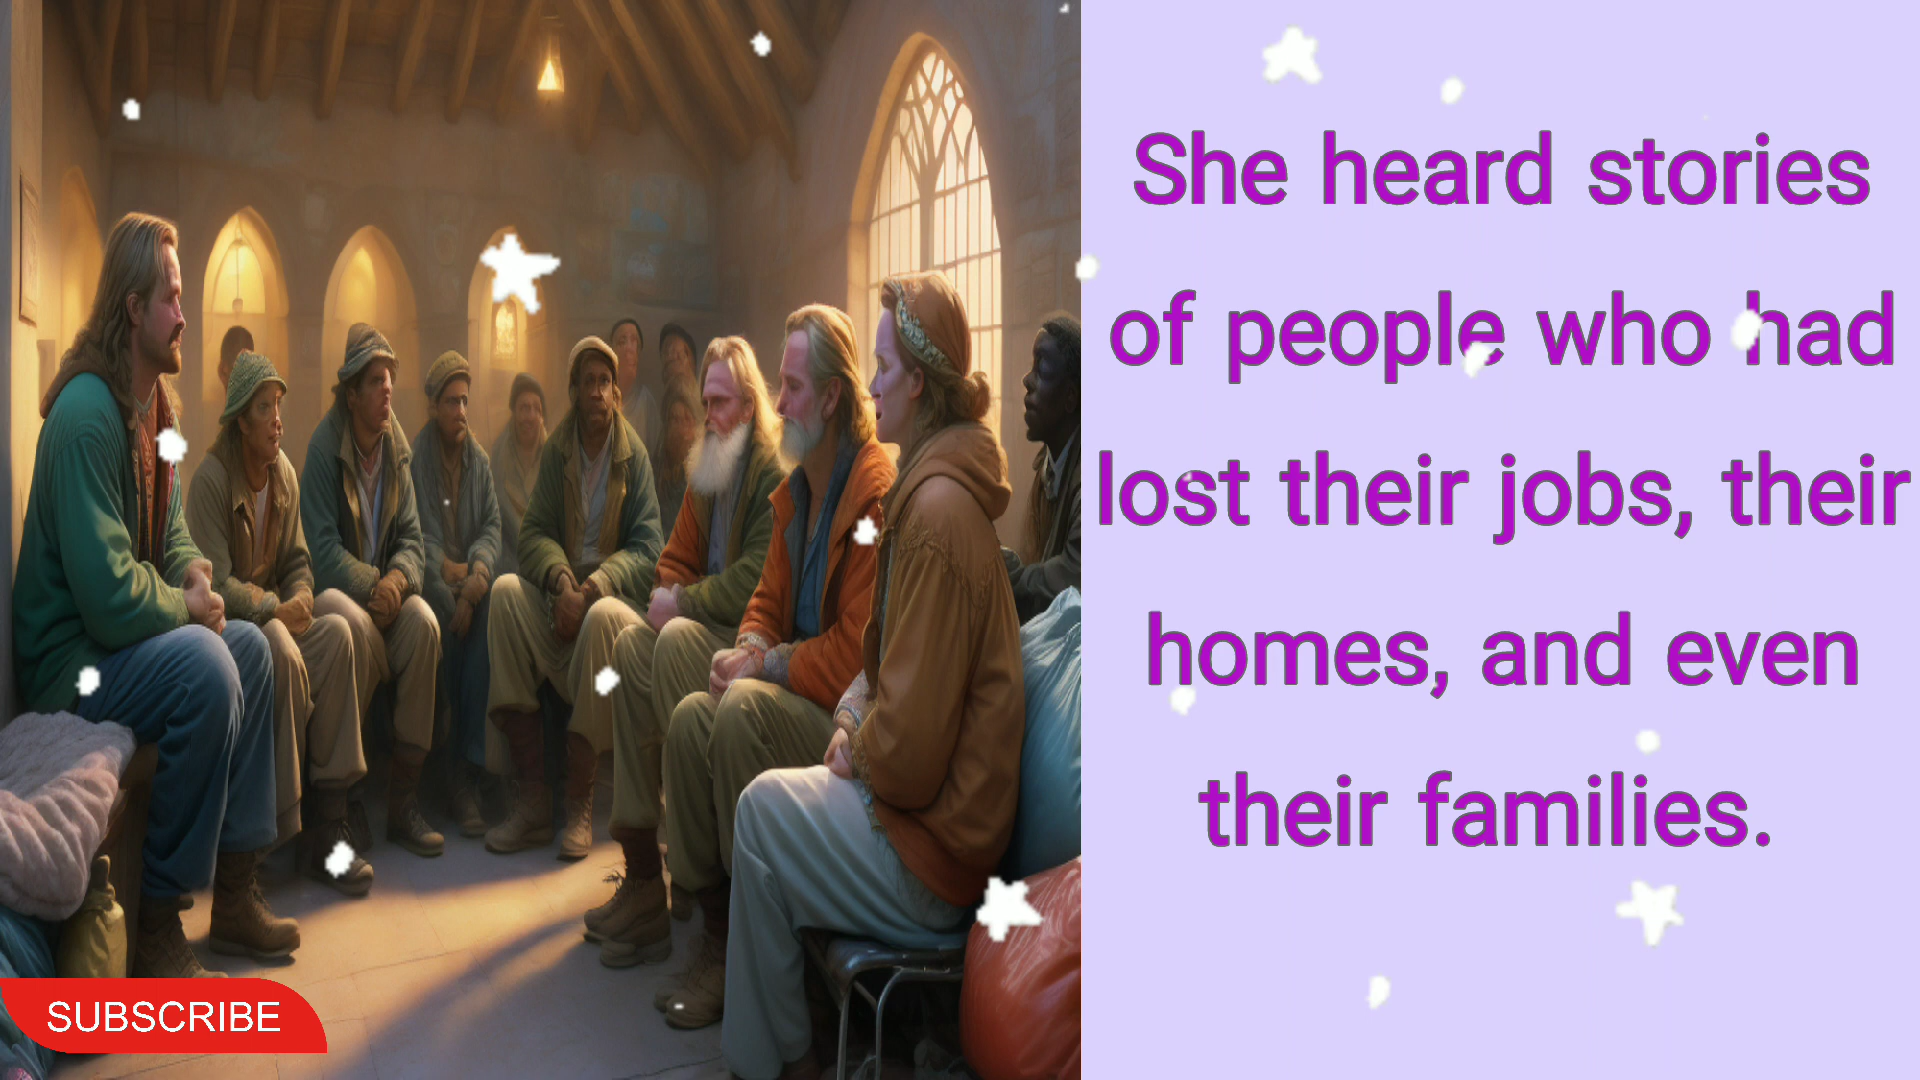 She heard stories
of people who had
lost their jobs, their
homes, and even
their families.
SUBSCRIBE